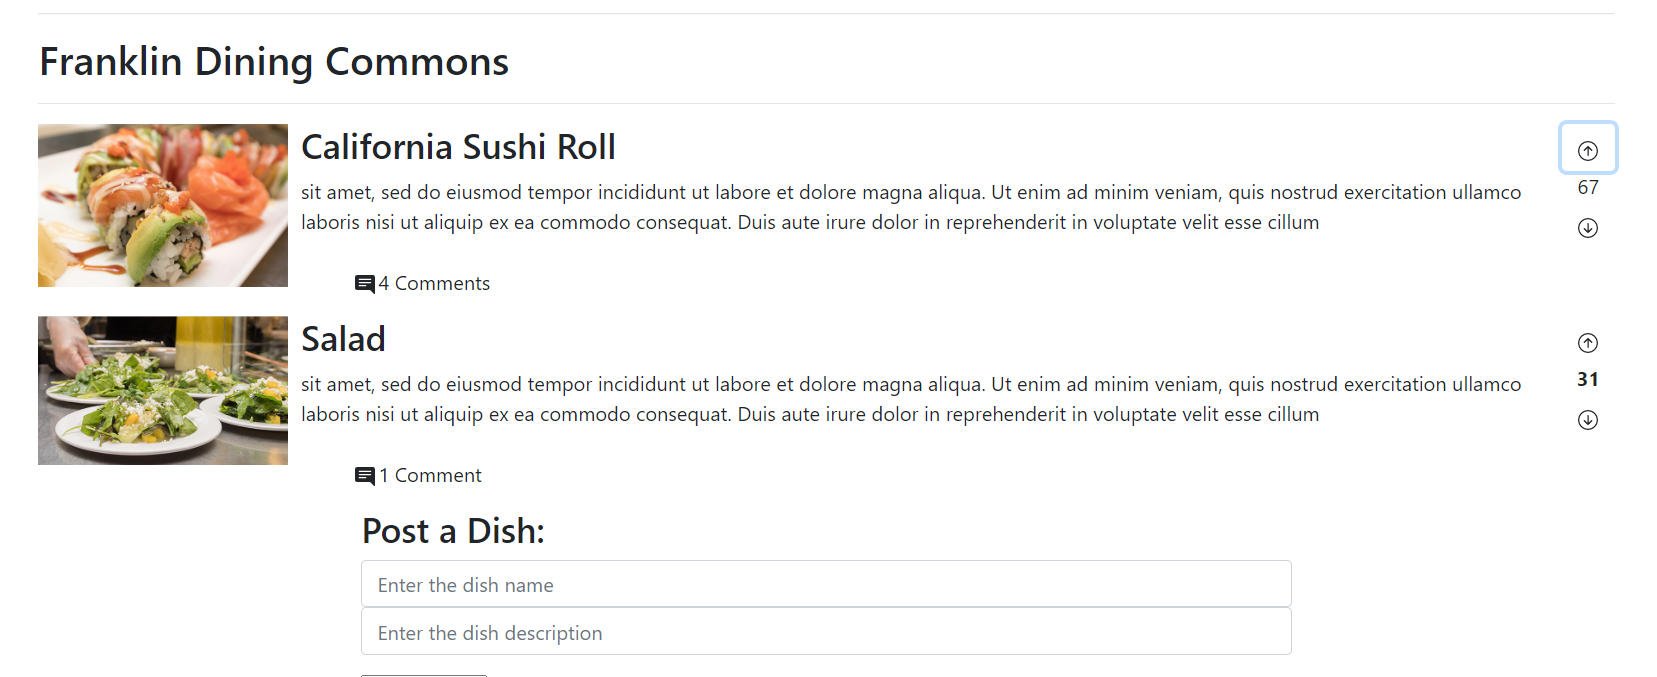 Franklin Dining Commons
California Sushi Roll
sit amet, sed do eiusmod tempor incididunt ut labore et dolore magna aliqua. Ut enim ad minim veniam, quis nostrud exercitation ullamco
laboris nisi ut aliquip ex ea commodo consequat. Duis aute irure dolor in reprehenderit in voluptate velit esse cillum
67
4 Comments
Salad
sit amet, sed do eiusmod tempor incididunt ut labore et dolore magna aliqua. Ut enim ad minim veniam, quis nostrud exercitation ullamco
laboris nisi ut aliquip ex ea commodo consequat. Duis aute irure dolor in reprehenderit in voluptate velit esse cillum
31
1 Comment
Post a Dish:
Enter the dish name
Enter the dish description